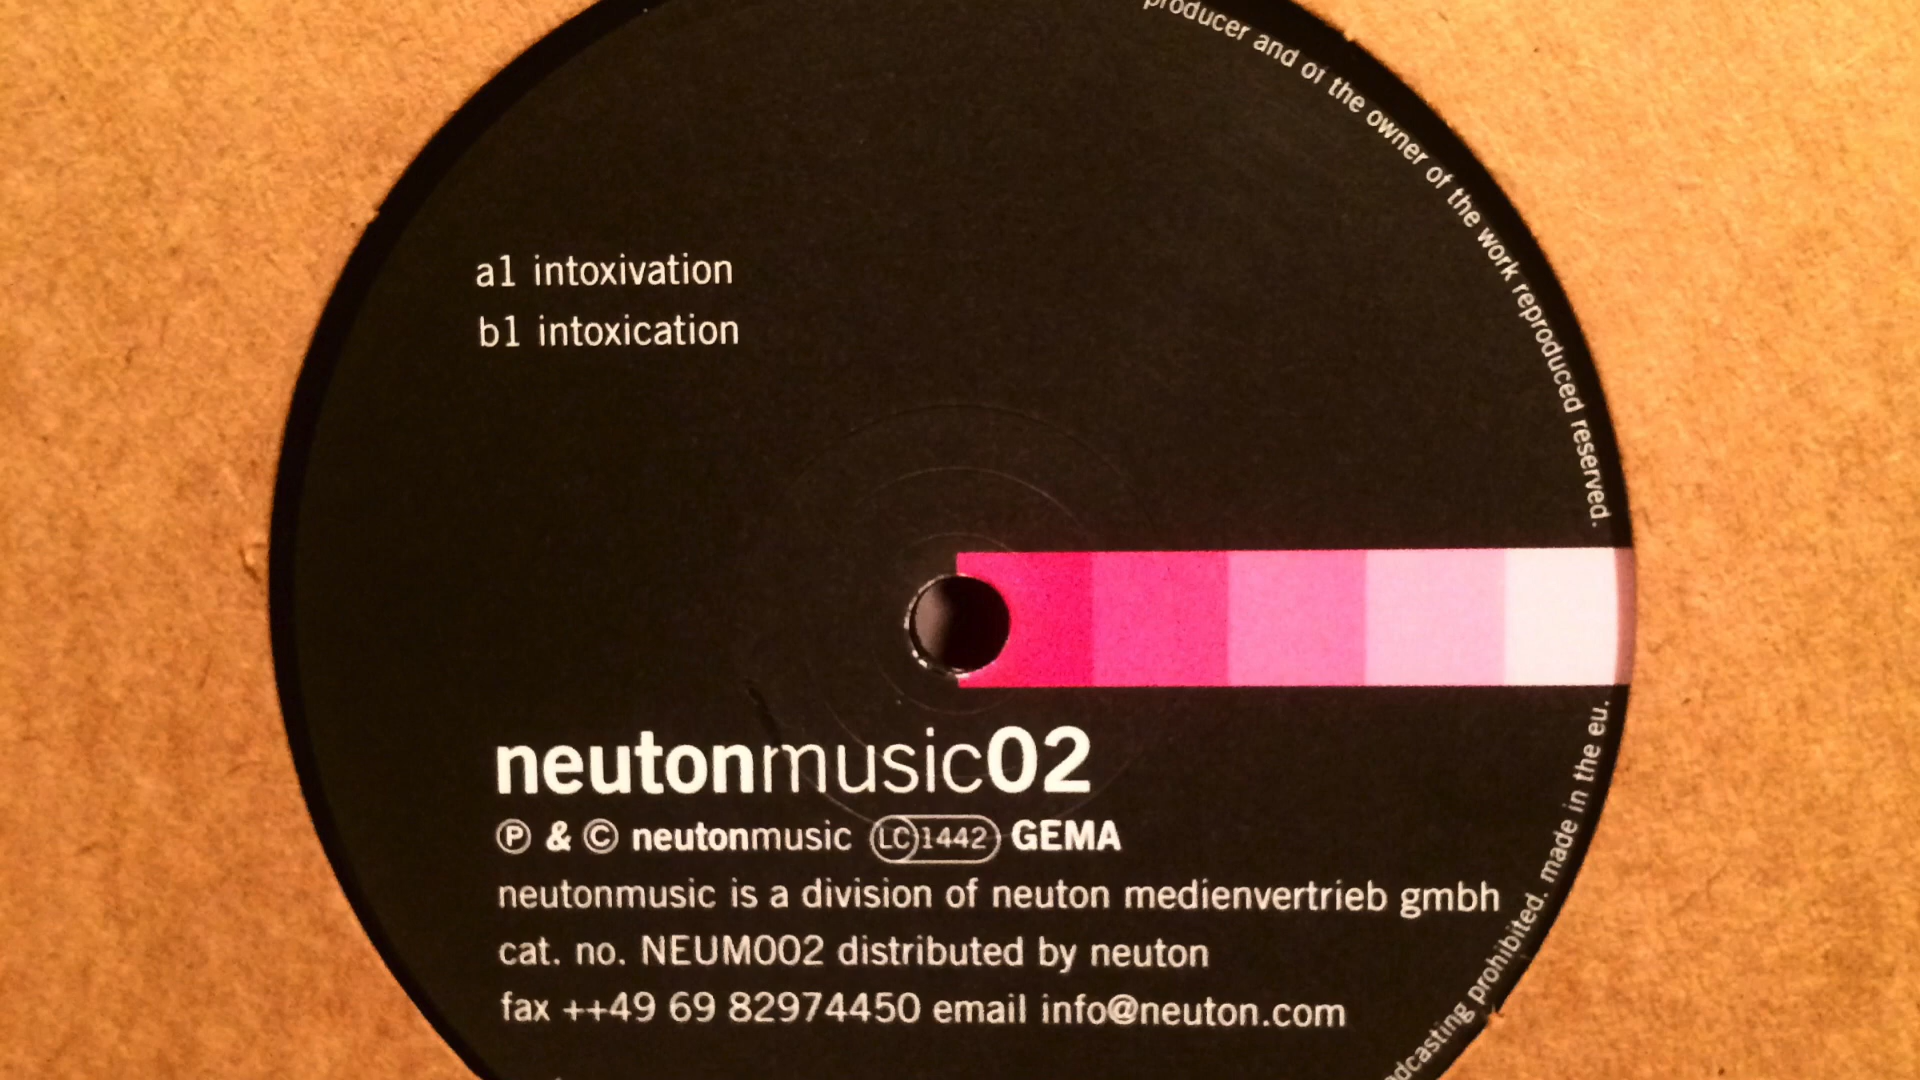 producer and of the owner of the work reproduced reserved.
a1 intoxivation
b1 intoxication
neutonmusic02
℗ & © neutonmusic LC 1442 GEMA
neutonmusic is a division of neuton medienvertrieb gmbh
cat. no. NEUM002 distributed by neuton
fax ++49 69 82974450 email info@neuton.com
prohibited. made in the eu.